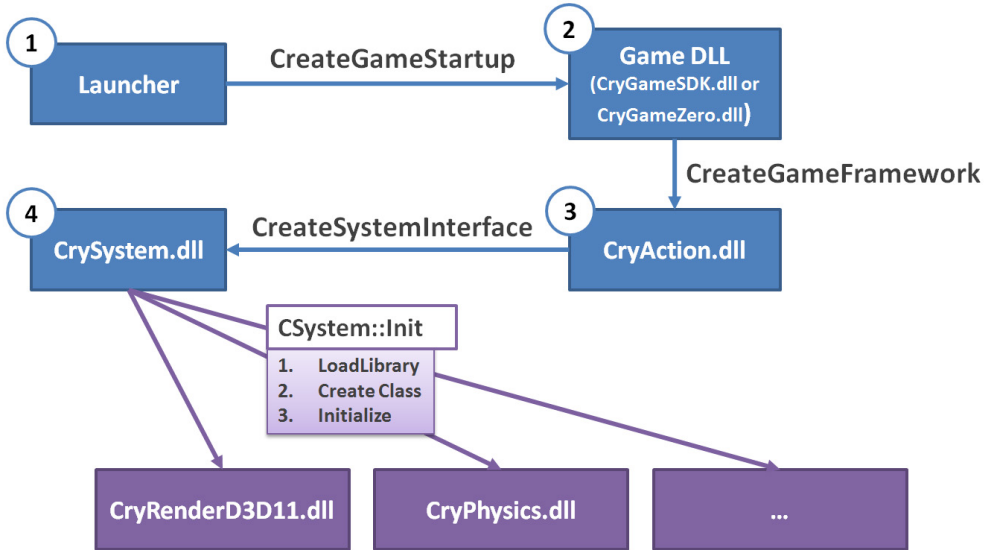 1
Launcher
CreateGameStartup
2
Game DLL
(CryGameSDK.dll or
CryGameZero.dll)
CreateGameFramework
3
CryAction.dll
CreateSystemInterface
4
CrySystem.dll
CSystem::Init
1. LoadLibrary
2. Create Class
3. Initialize
CryRenderD3D11.dll
CryPhysics.dll
...